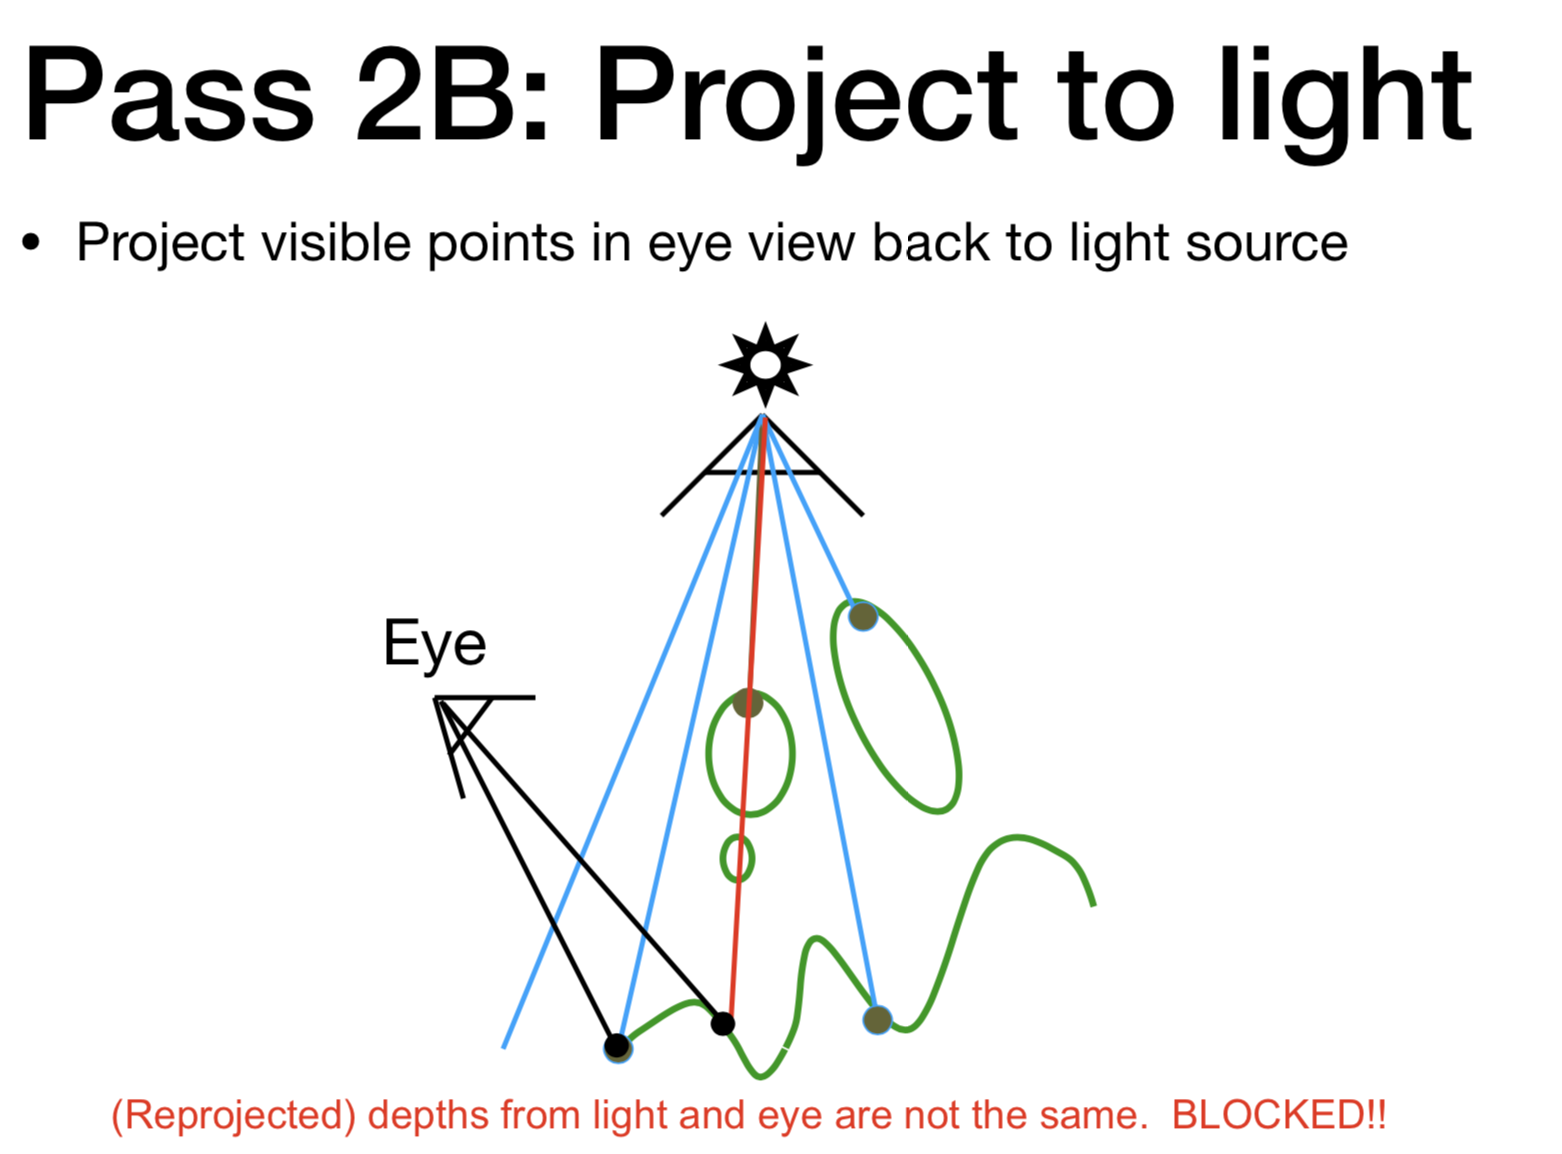 Pass 2B: Project to light
• Project visible points in eye view back to light source
Eye
(Reprojected) depths from light and eye are not the same.  BLOCKED!!